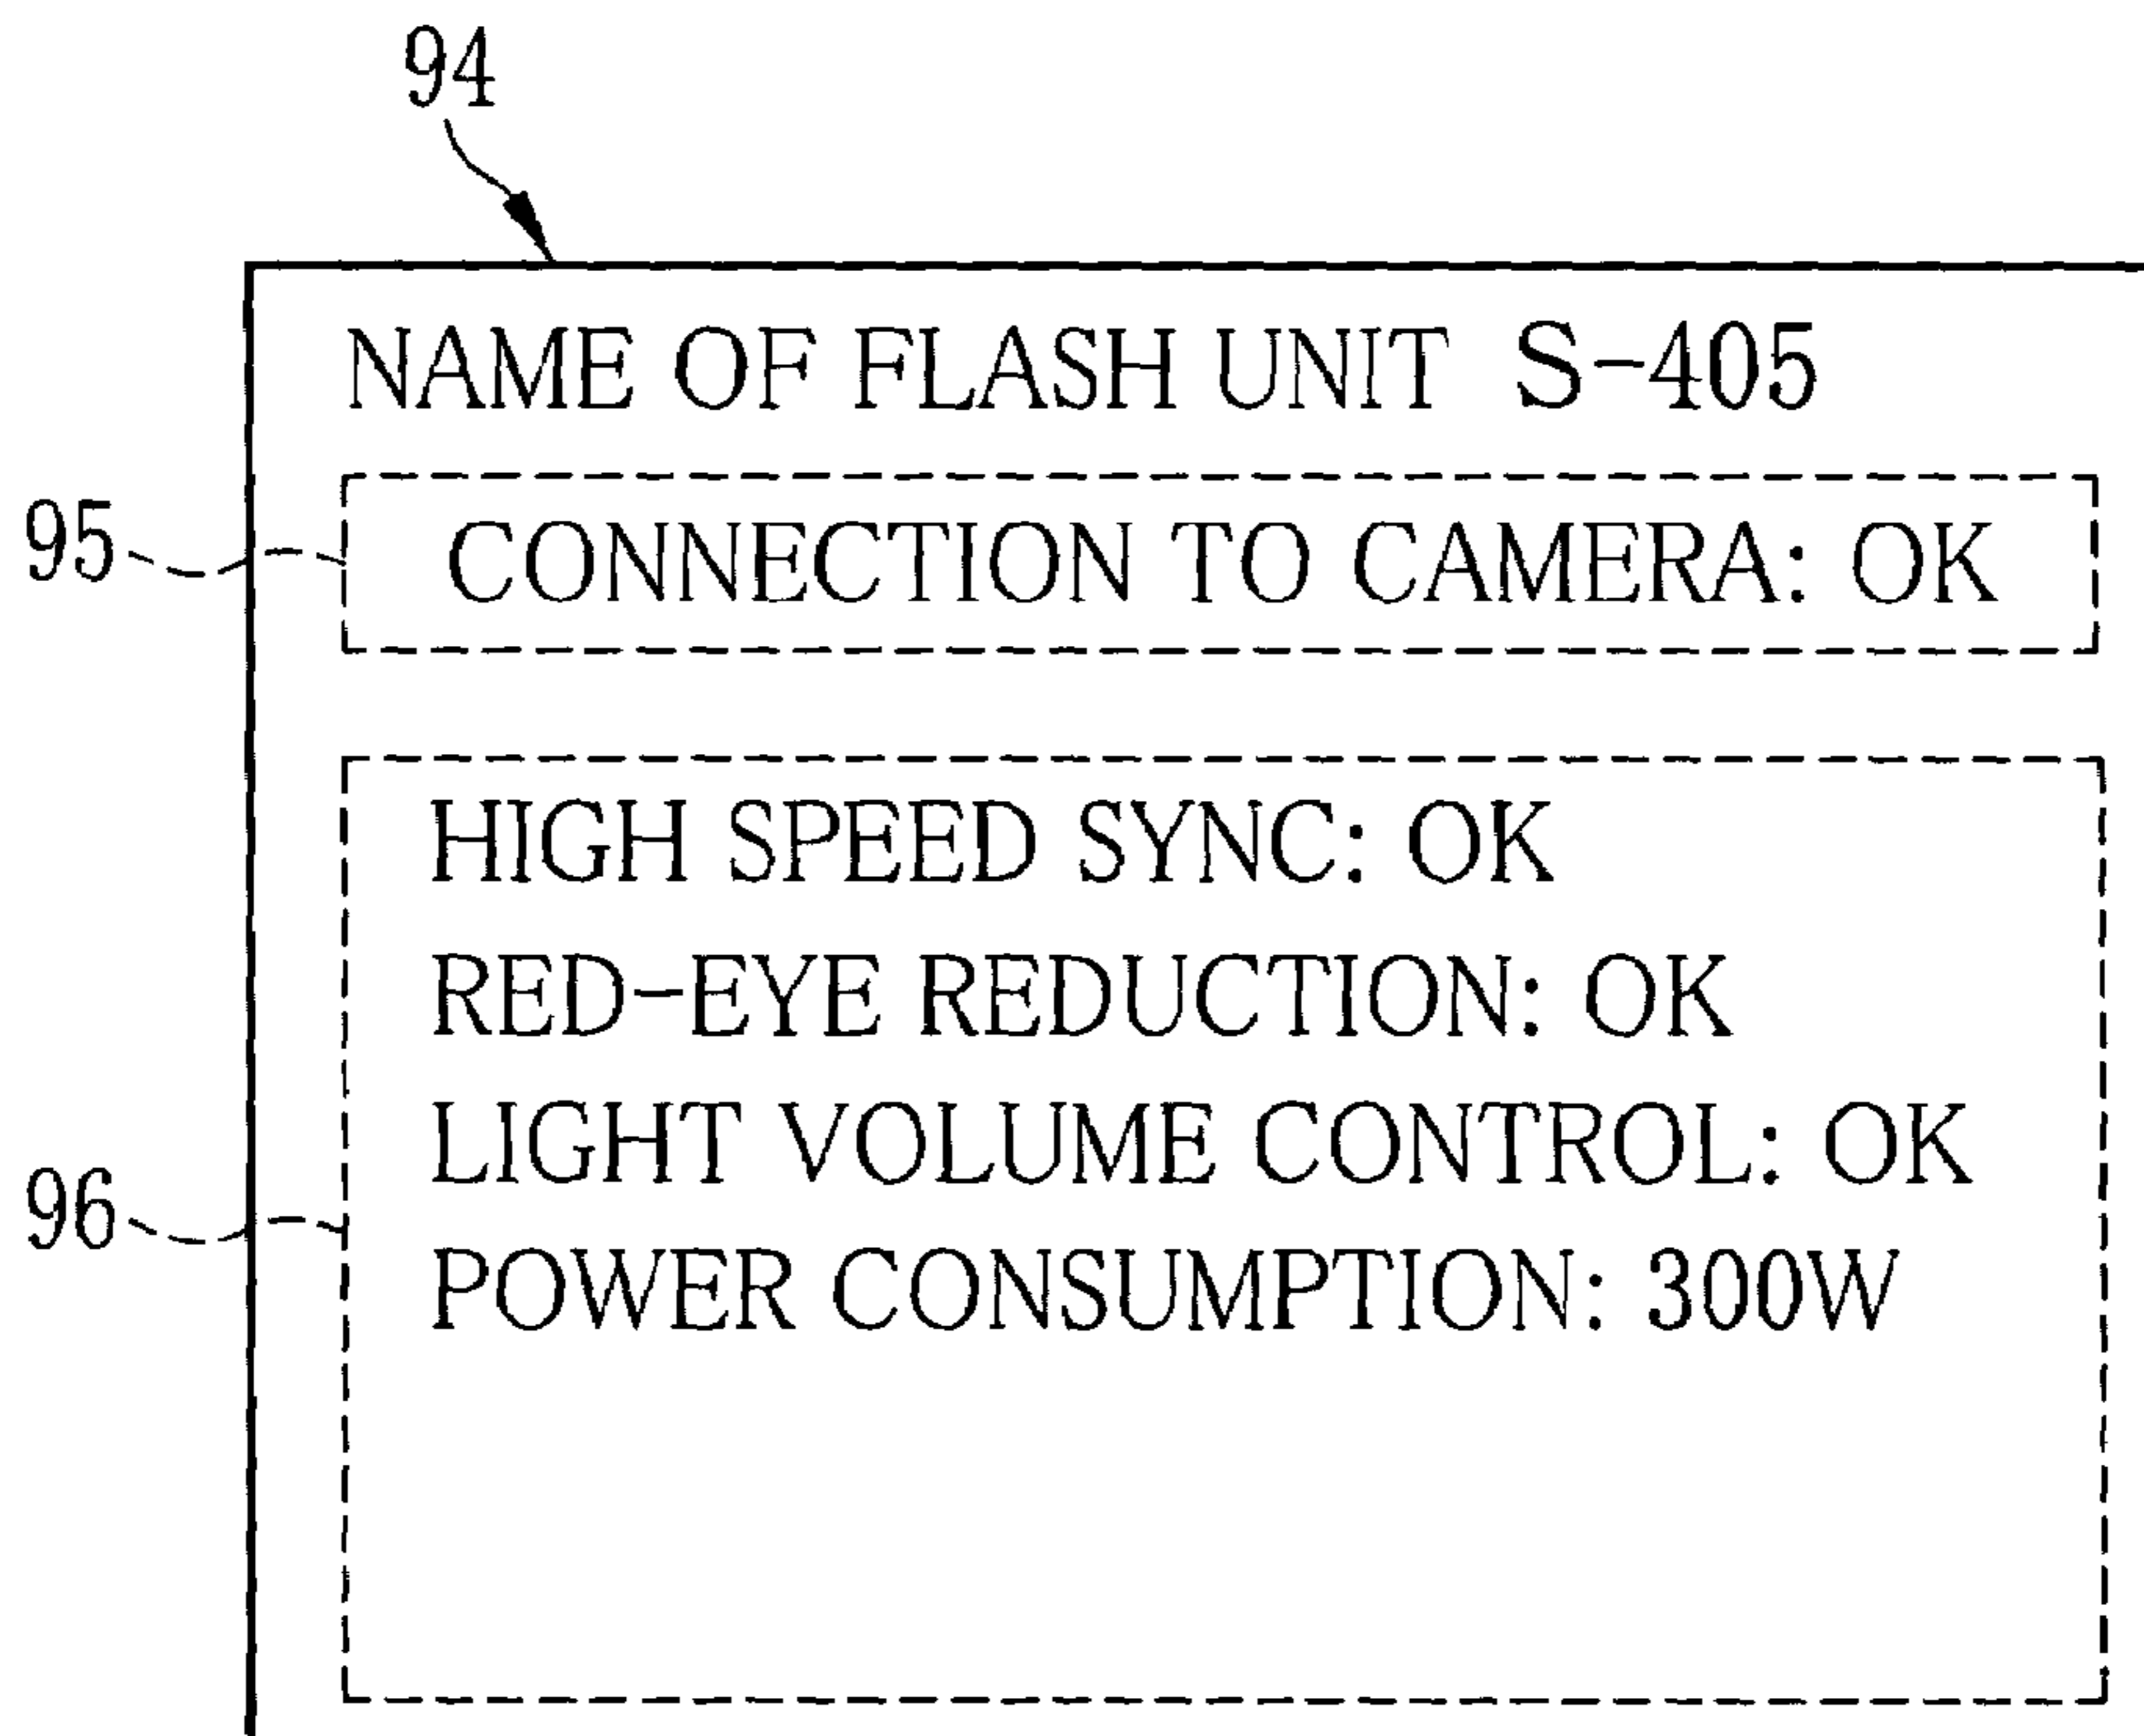 94
NAME OF FLASH UNIT S-405
95
CONNECTION TO CAMERA: OK
HIGH SPEED SYNC: OK
RED-EYE REDUCTION: OK
LIGHT VOLUME CONTROL: OK
96
POWER CONSUMPTION: 300W